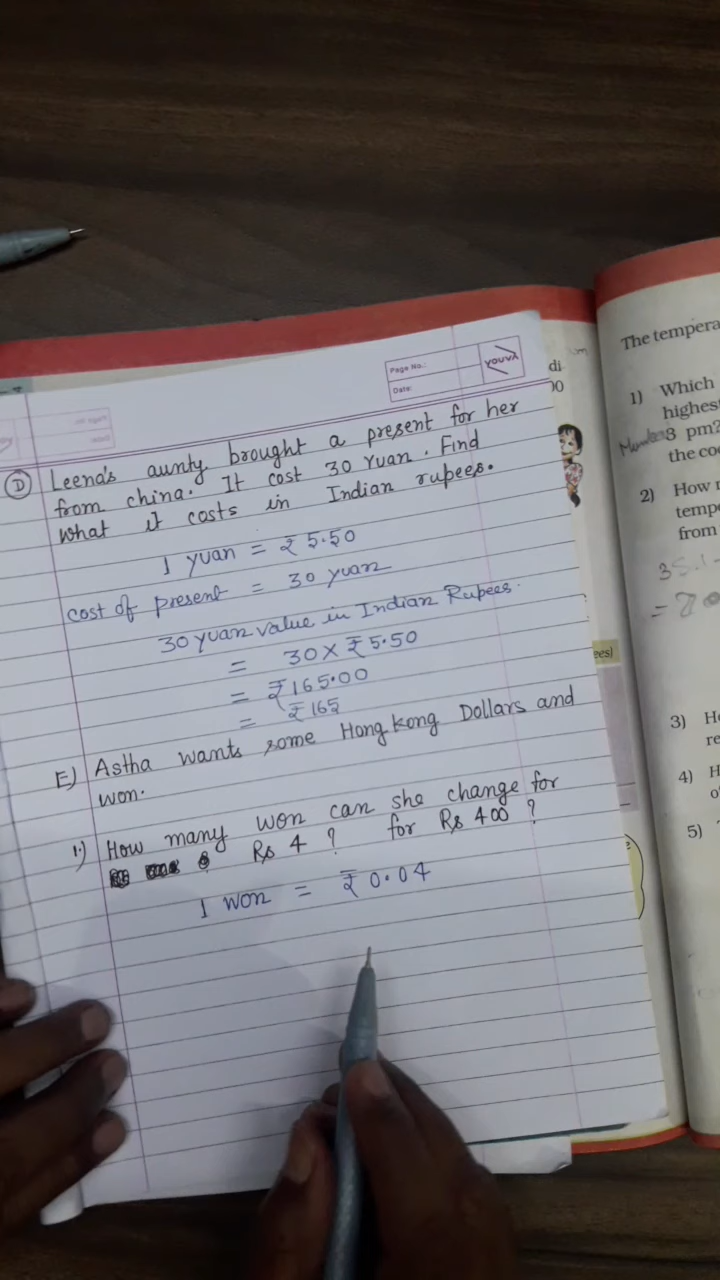 Page No.:
Date:
YOUVA
D Leena's aunty brought a present for her
from china. It cost 30 Yuan. Find
what it costs in Indian rupees.
1 yuan = ₹ 5.50
cost of present = 30 yuan
30 yuan value in Indian Rupees.
= 30 X ₹ 5.50
= ₹165.00
= ₹165
E) Astha wants some Hong kong Dollars and
won.
1.) How many won can she change for
Rs 4 ? for Rs 400 ?
1 won = ₹ 0.04
The tempera
1) Which
highest
3 pm?
the co
2) How
temp
from
3)
4)
5)
ees)